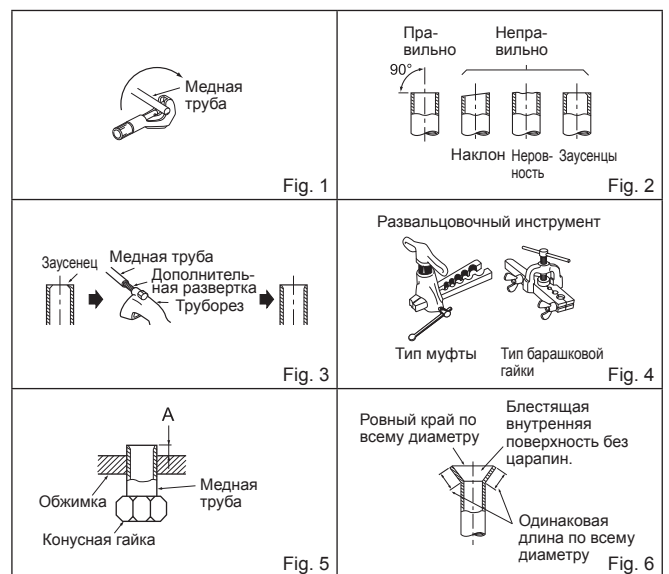 Медная
труба
Fig. 1
Пра-
вильно
Непра-
вильно
90°
Наклон
Неров-
ность
Заусенцы
Fig. 2
Заусенец
Медная труба
Дополнитель-
ная развертка
Труборез
Fig. 3
Развальцовочный инструмент
Тип муфты
Тип барашковой
гайки
Fig. 4
A
Обжимка
Медная
труба
Конусная гайка
Fig. 5
Ровный край по
всему диаметру
Блестящая
внутренняя
поверхность без
царапин.
Одинаковая
длина по всему
диаметру
Fig. 6